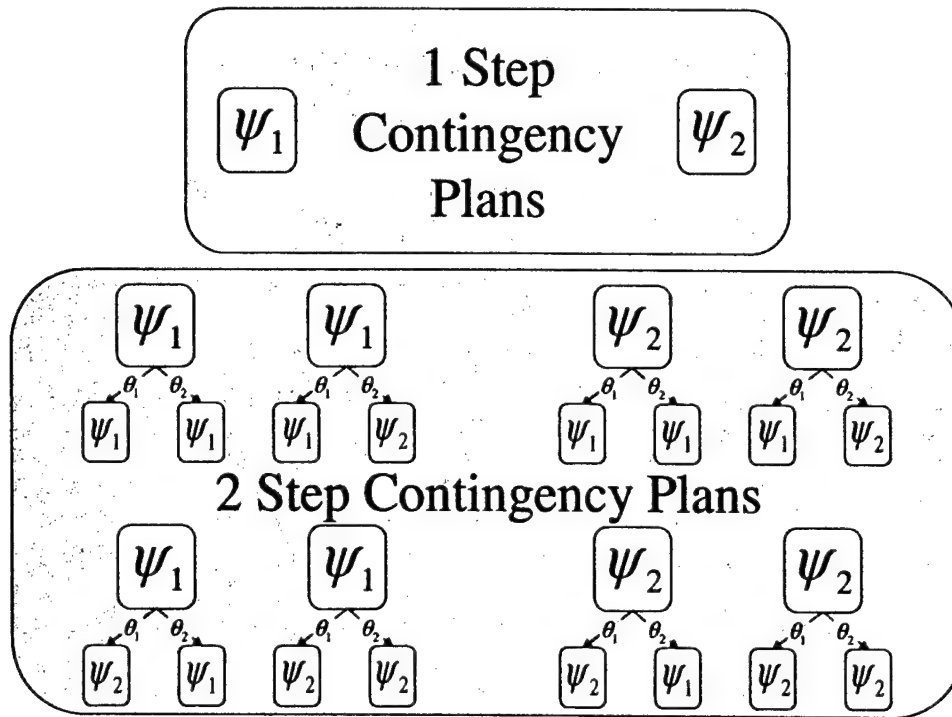 1 Step
Contingency
Plans
ψ₁ ψ₂
ψ₁ ψ₁ ψ₂ ψ₂
θ₁ θ₂ θ₁ θ₂ θ₁ θ₂ θ₁ θ₂
ψ₁ ψ₁ ψ₁ ψ₂ ψ₁ ψ₁ ψ₁ ψ₂
2 Step Contingency Plans
ψ₁ ψ₁ ψ₂ ψ₂
θ₁ θ₂ θ₁ θ₂ θ₁ θ₂ θ₁ θ₂
ψ₂ ψ₁ ψ₂ ψ₂ ψ₂ ψ₁ ψ₂ ψ₂